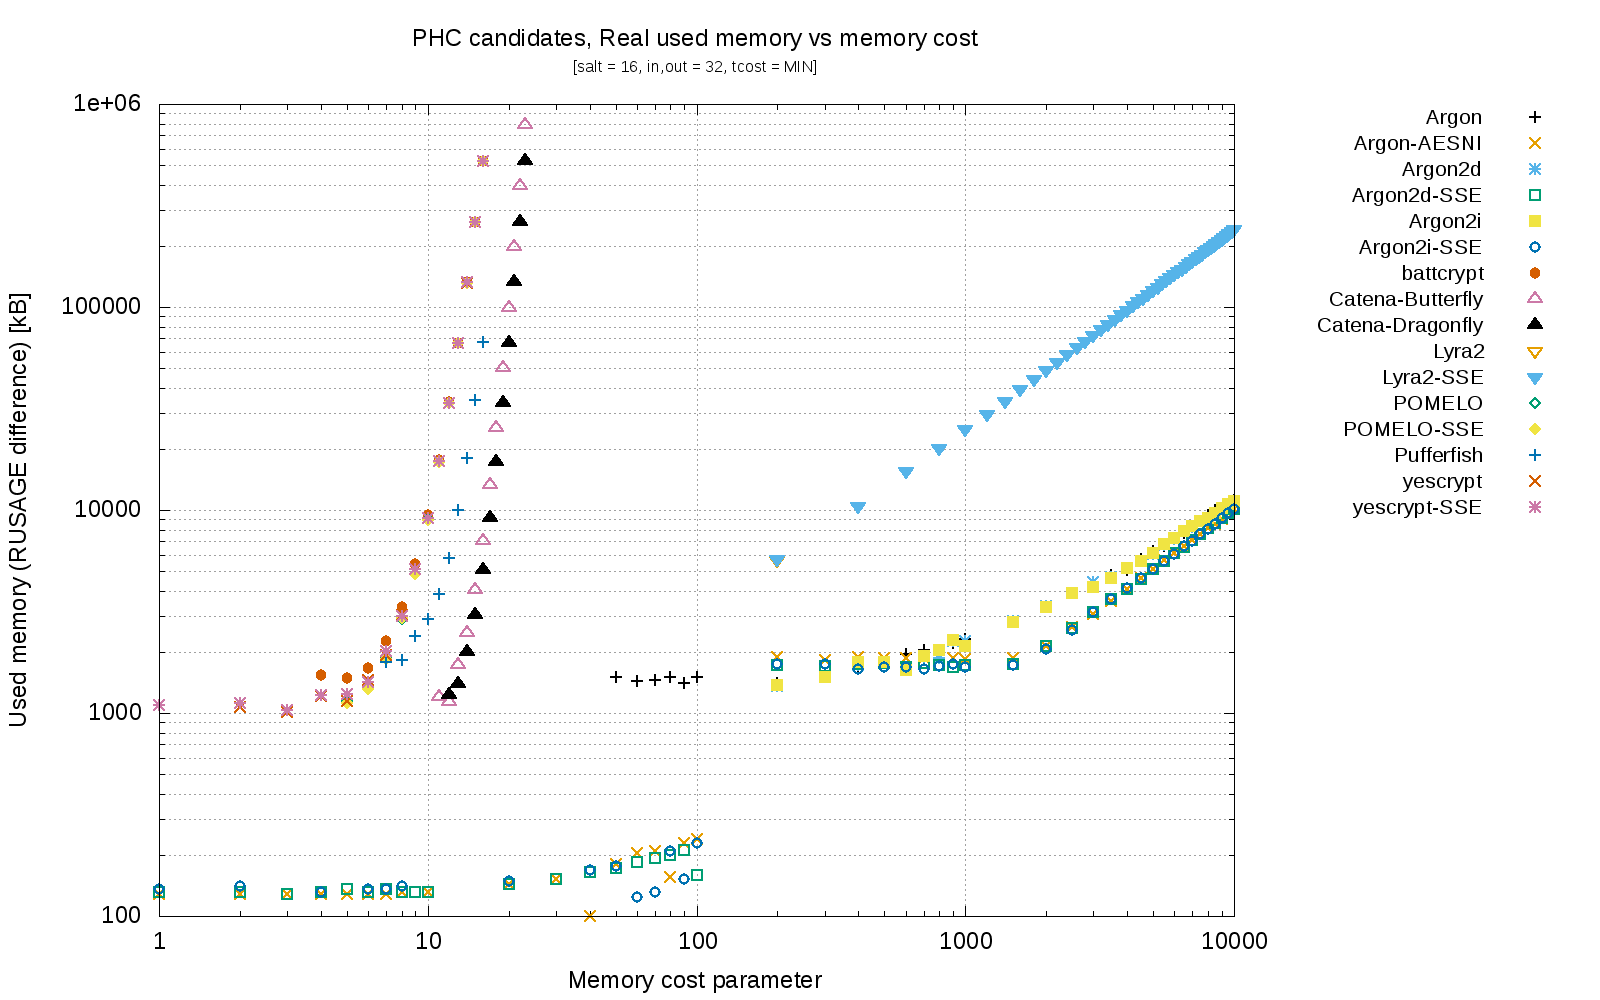 PHC candidates, Real used memory vs memory cost
[salt = 16, in,out = 32, tcost = MIN]
Used memory (RUSAGE difference) [kB]
1e+06
100000
10000
1000
100
1
10
100
1000
10000
Memory cost parameter
Argon
Argon-AESNI
Argon2d
Argon2d-SSE
Argon2i
Argon2i-SSE
battcrypt
Catena-Butterfly
Catena-Dragonfly
Lyra2
Lyra2-SSE
POMELO
POMELO-SSE
Pufferfish
yescrypt
yescrypt-SSE